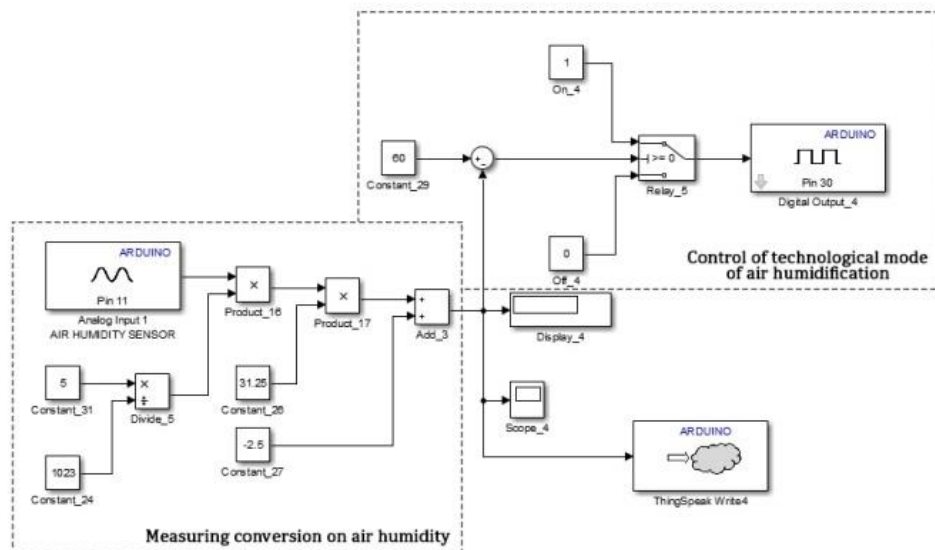 1
On_4
60
Constant_29
+
-
>= 0
Relay_5
ARDUINO
Pin 30
Digital Output_4
0
Off_4
Control of technological mode
of air humidification
ARDUINO
Pin 11
Analog Input 1
AIR HUMIDITY SENSOR
×
Product_16
×
Product_17
+
+
Add_3
Display_4
5
Constant_31
×
÷
Divide_5
31.25
Constant_26
Scope_4
-2.5
Constant_27
1023
Constant_24
ARDUINO
ThingSpeak Write4
Measuring conversion on air humidity